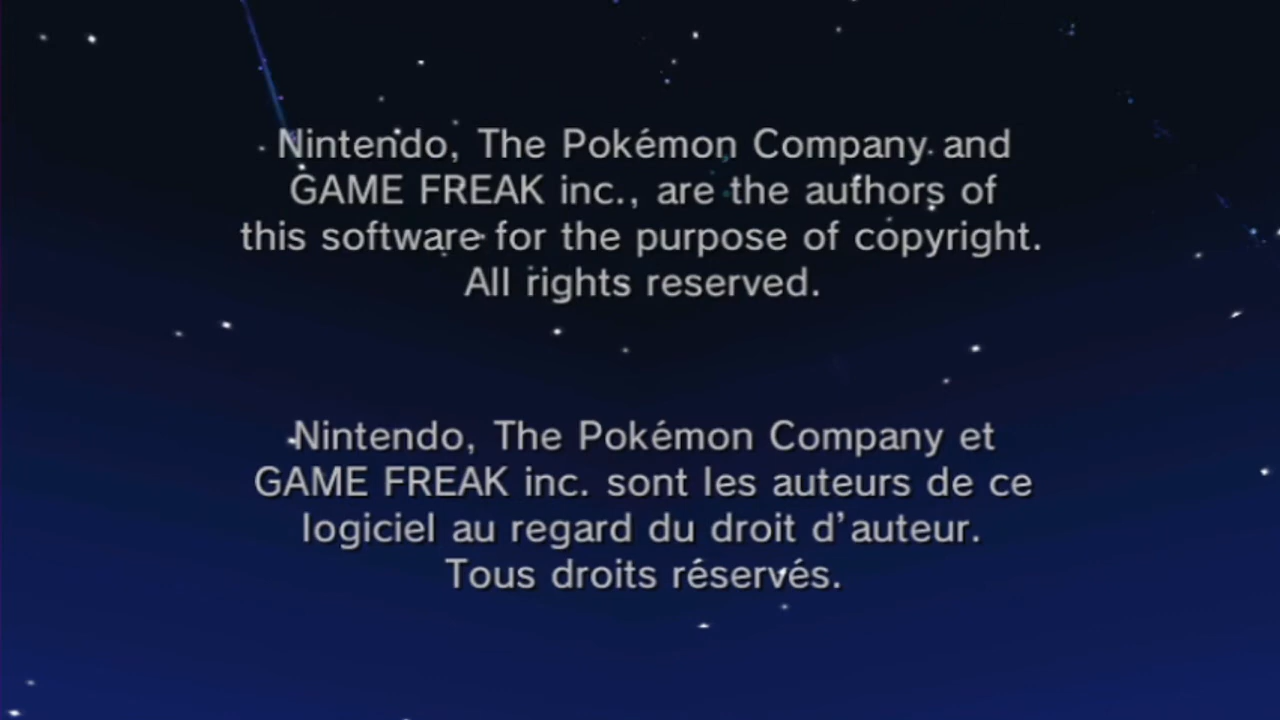 Nintendo, The Pokémon Company and
GAME FREAK inc., are the authors of
this software for the purpose of copyright.
All rights reserved.
Nintendo, The Pokémon Company et
GAME FREAK inc. sont les auteurs de ce
logiciel au regard du droit d’auteur.
Tous droits réservés.